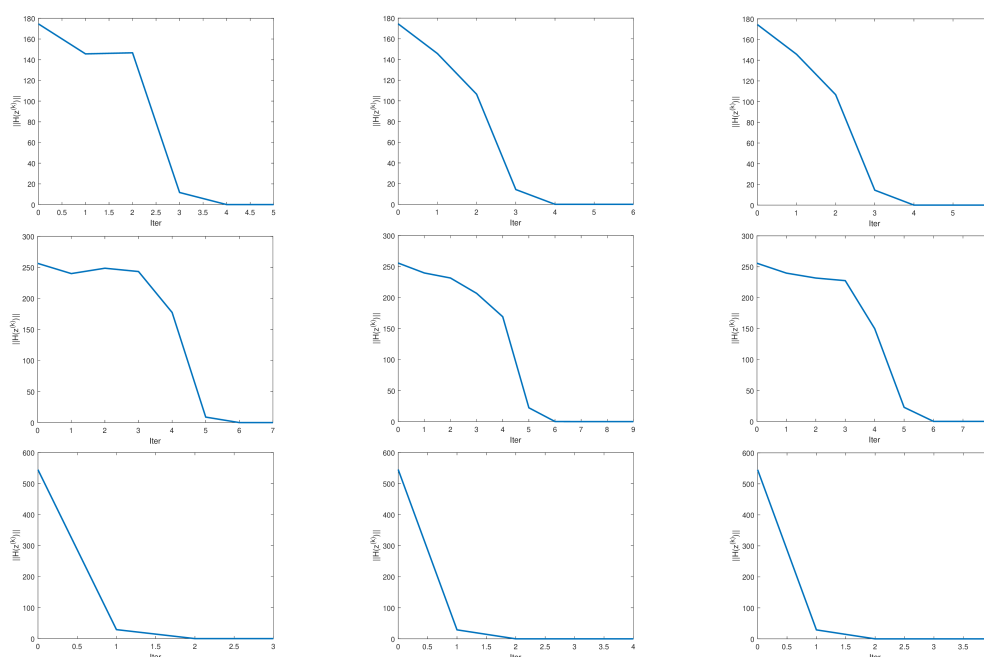 180
160
140
120
100
80
60
40
20
0
||H(z^(k))||
0 0.5 1 1.5 2 2.5 3 3.5 4 4.5 5
Iter
180
160
140
120
100
80
60
40
20
0
||H(z^(k))||
0 1 2 3 4 5 6
Iter
180
160
140
120
100
80
60
40
20
0
||H(z^(k))||
0 1 2 3 4 5
Iter
300
250
200
150
100
50
0
||H(z^(k))||
0 1 2 3 4 5 6 7
Iter
300
250
200
150
100
50
0
||H(z^(k))||
0 1 2 3 4 5 6 7 8 9
Iter
300
250
200
150
100
50
0
||H(z^(k))||
0 1 2 3 4 5 6 7
Iter
600
500
400
300
200
100
0
||H(z^(k))||
0 0.5 1 1.5 2 2.5 3
Iter
600
500
400
300
200
100
0
||H(z^(k))||
0 0.5 1 1.5 2 2.5 3 3.5 4
Iter
600
500
400
300
200
100
0
||H(z^(k))||
0 0.5 1 1.5 2 2.5 3 3.5
Iter